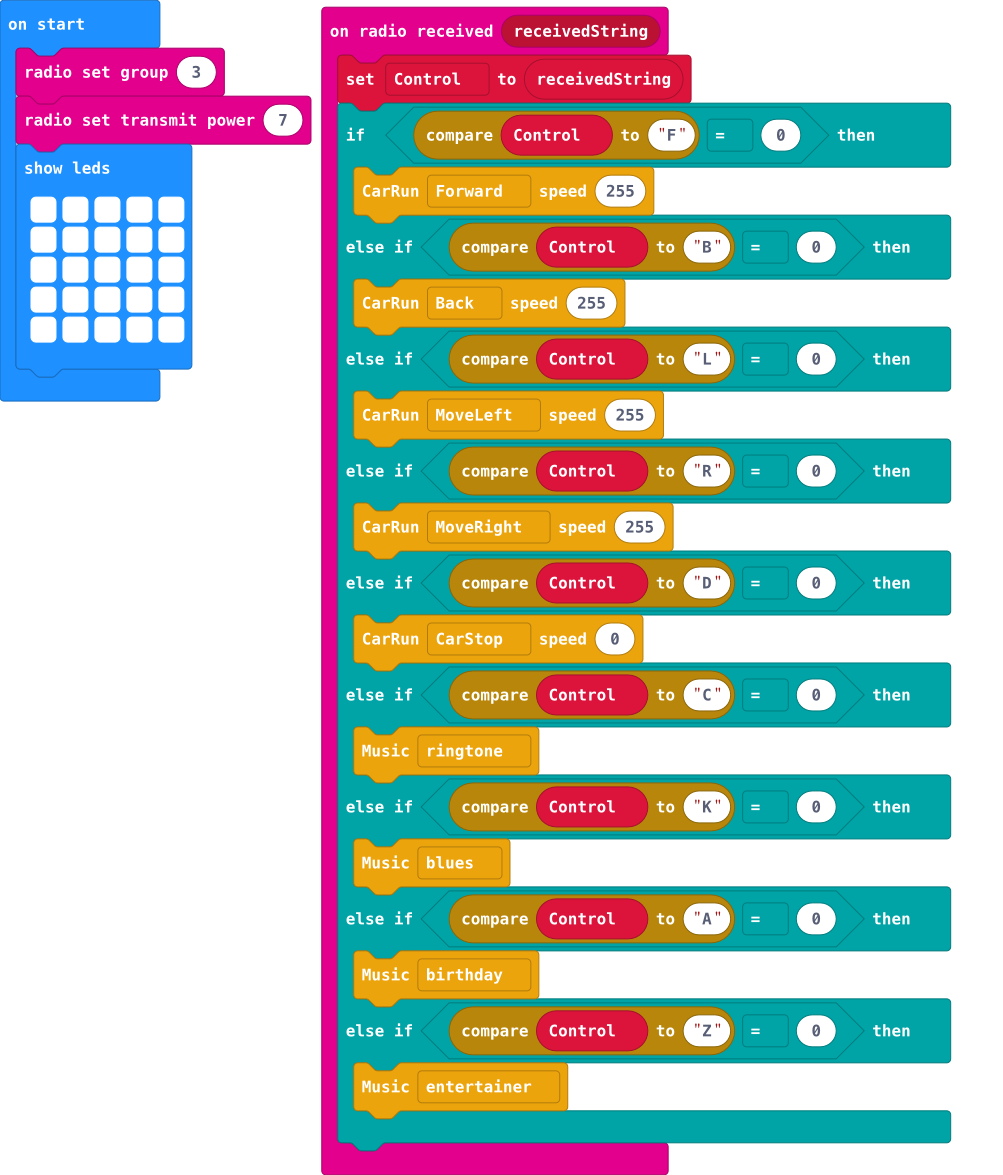 on start
radio set group 3
radio set transmit power 7
show leds
on radio received receivedString
set Control to receivedString
if compare Control to "F" = 0 then
CarRun Forward speed 255
else if compare Control to "B" = 0 then
CarRun Back speed 255
else if compare Control to "L" = 0 then
CarRun MoveLeft speed 255
else if compare Control to "R" = 0 then
CarRun MoveRight speed 255
else if compare Control to "D" = 0 then
CarRun CarStop speed 0
else if compare Control to "C" = 0 then
Music ringtone
else if compare Control to "K" = 0 then
Music blues
else if compare Control to "A" = 0 then
Music birthday
else if compare Control to "Z" = 0 then
Music entertainer